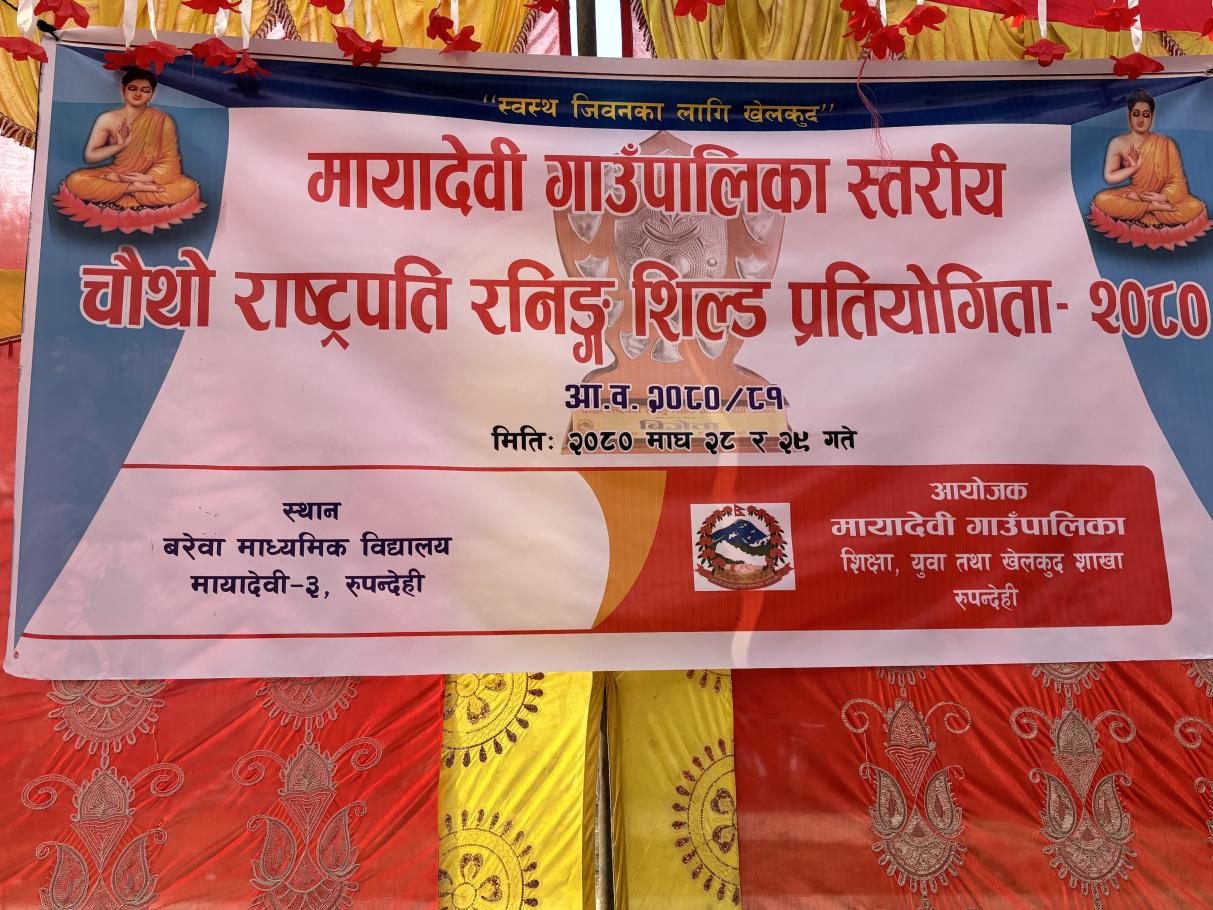 “स्वस्थ जिवनका लागि खेलकुद”
मायादेवी गाउँपालिका स्तरीय
चौथो राष्ट्रपति रनिङ्ग शिल्ड प्रतियोगिता- २०८०
आ.व. २०८०/८१
विजेता
मितिः २०८० माघ २८ र २९ गते
स्थान
बरेवा माध्यमिक विद्यालय
मायादेवी-३, रुपन्देही
आयोजक
मायादेवी गाउँपालिका
शिक्षा, युवा तथा खेलकुद शाखा
रुपन्देही